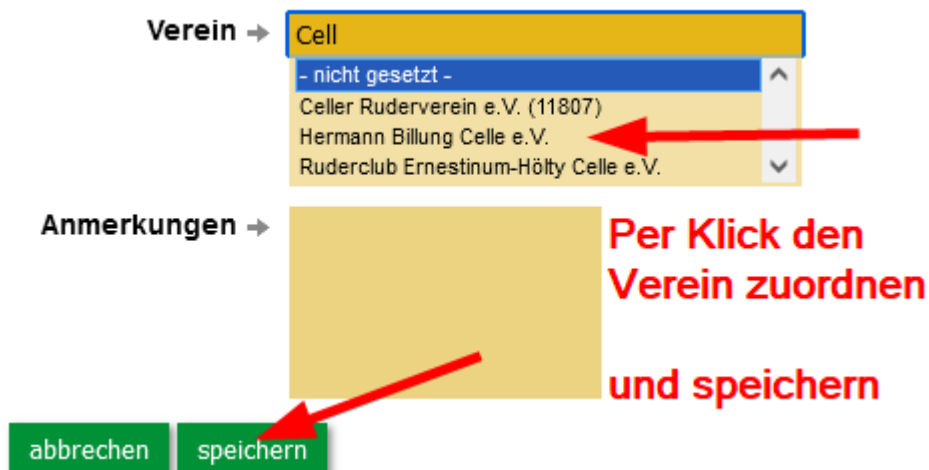 Verein
Cell
- nicht gesetzt -
Celler Ruderverein e.V. (11807)
Hermann Billung Celle e.V.
Ruderclub Ernestinum-Hölty Celle e.V.
Anmerkungen
Per Klick den
Verein zuordnen
und speichern
abbrechen speichern